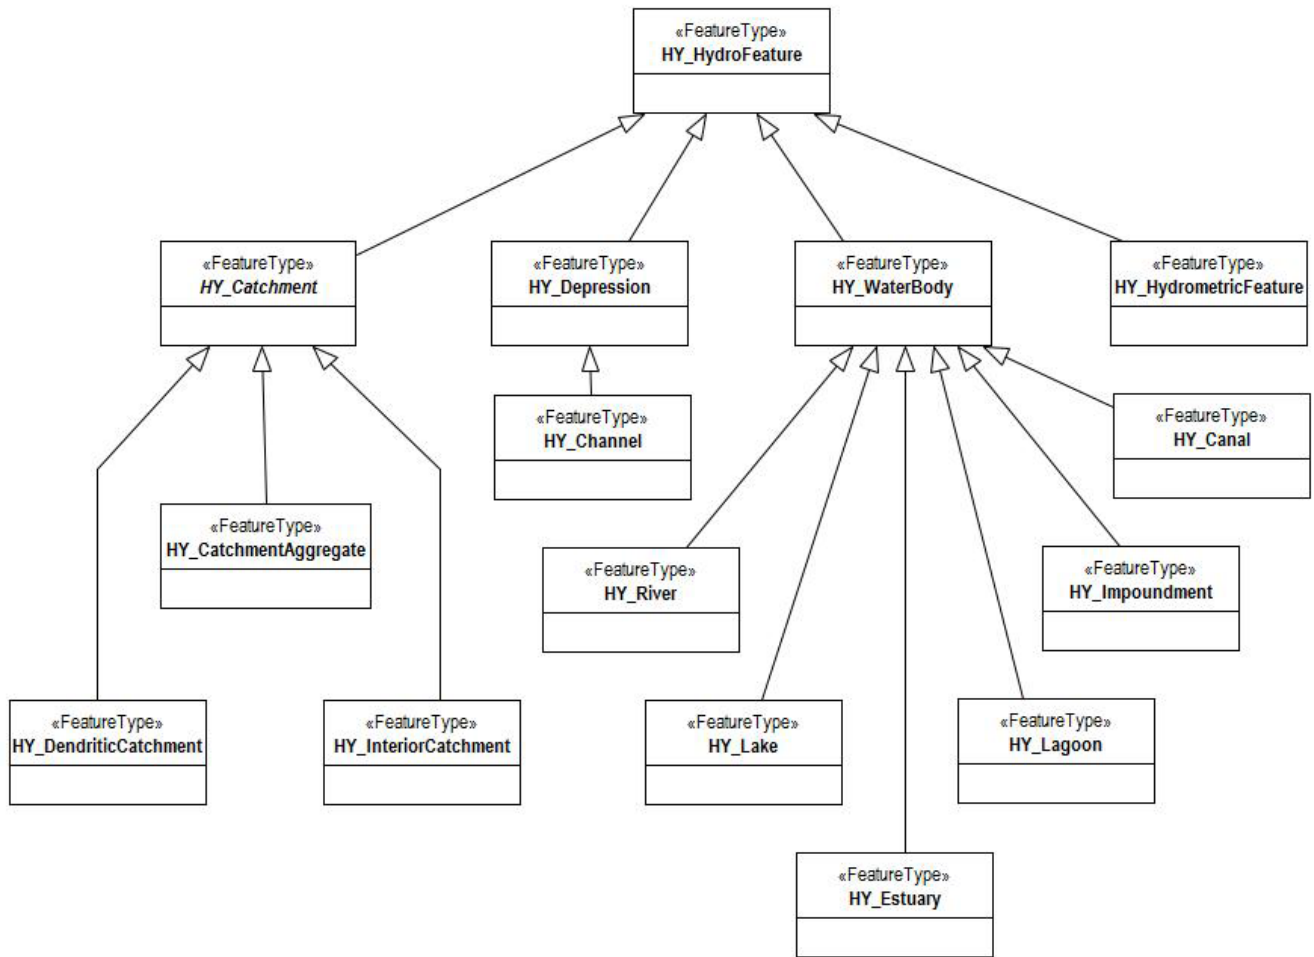 «FeatureType»
HY_HydroFeature
«FeatureType»
HY_Catchment
«FeatureType»
HY_Depression
«FeatureType»
HY_WaterBody
«FeatureType»
HY_HydrometricFeature
«FeatureType»
HY_Channel
«FeatureType»
HY_Canal
«FeatureType»
HY_CatchmentAggregate
«FeatureType»
HY_River
«FeatureType»
HY_Impoundment
«FeatureType»
HY_DendriticCatchment
«FeatureType»
HY_InteriorCatchment
«FeatureType»
HY_Lake
«FeatureType»
HY_Lagoon
«FeatureType»
HY_Estuary